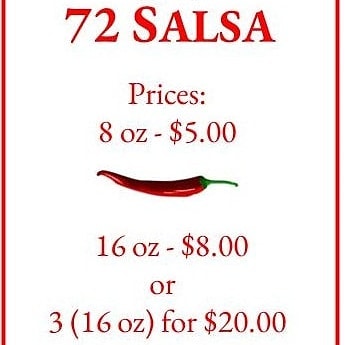 72 SALSA
Prices:
8 oz - $5.00
16 oz - $8.00
or
3 (16 oz) for $20.00